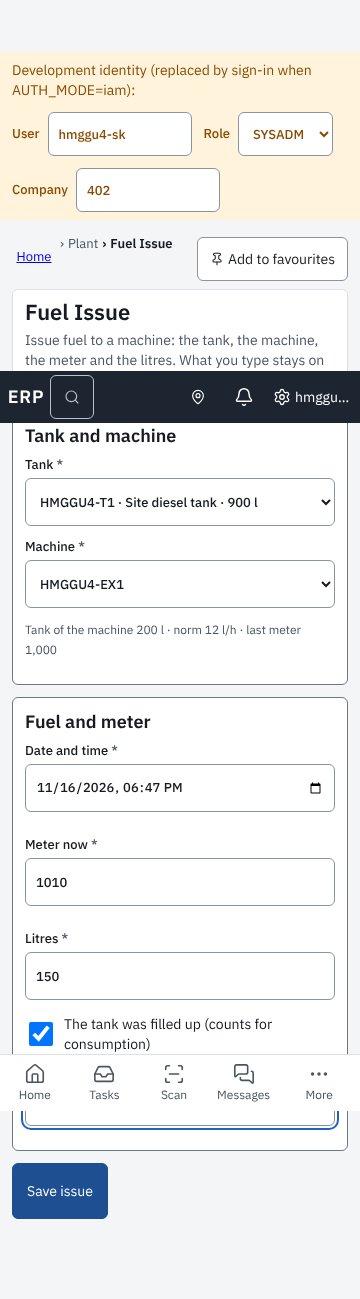 Development identity (replaced by sign-in when
AUTH_MODE=iam):
User hmggu4-sk Role SYSADM
Company 402
Home › Plant › Fuel Issue
Add to favourites
Fuel Issue
Issue fuel to a machine: the tank, the machine,
the meter and the litres. What you type stays on
ERP hmggu...
Tank and machine
Tank *
HMGGU4-T1 · Site diesel tank · 900 l
Machine *
HMGGU4-EX1
Tank of the machine 200 l · norm 12 l/h · last meter
1,000
Fuel and meter
Date and time *
11/16/2026, 06:47 PM
Meter now *
1010
Litres *
150
The tank was filled up (counts for
consumption)
Home Tasks Scan Messages More
Save issue